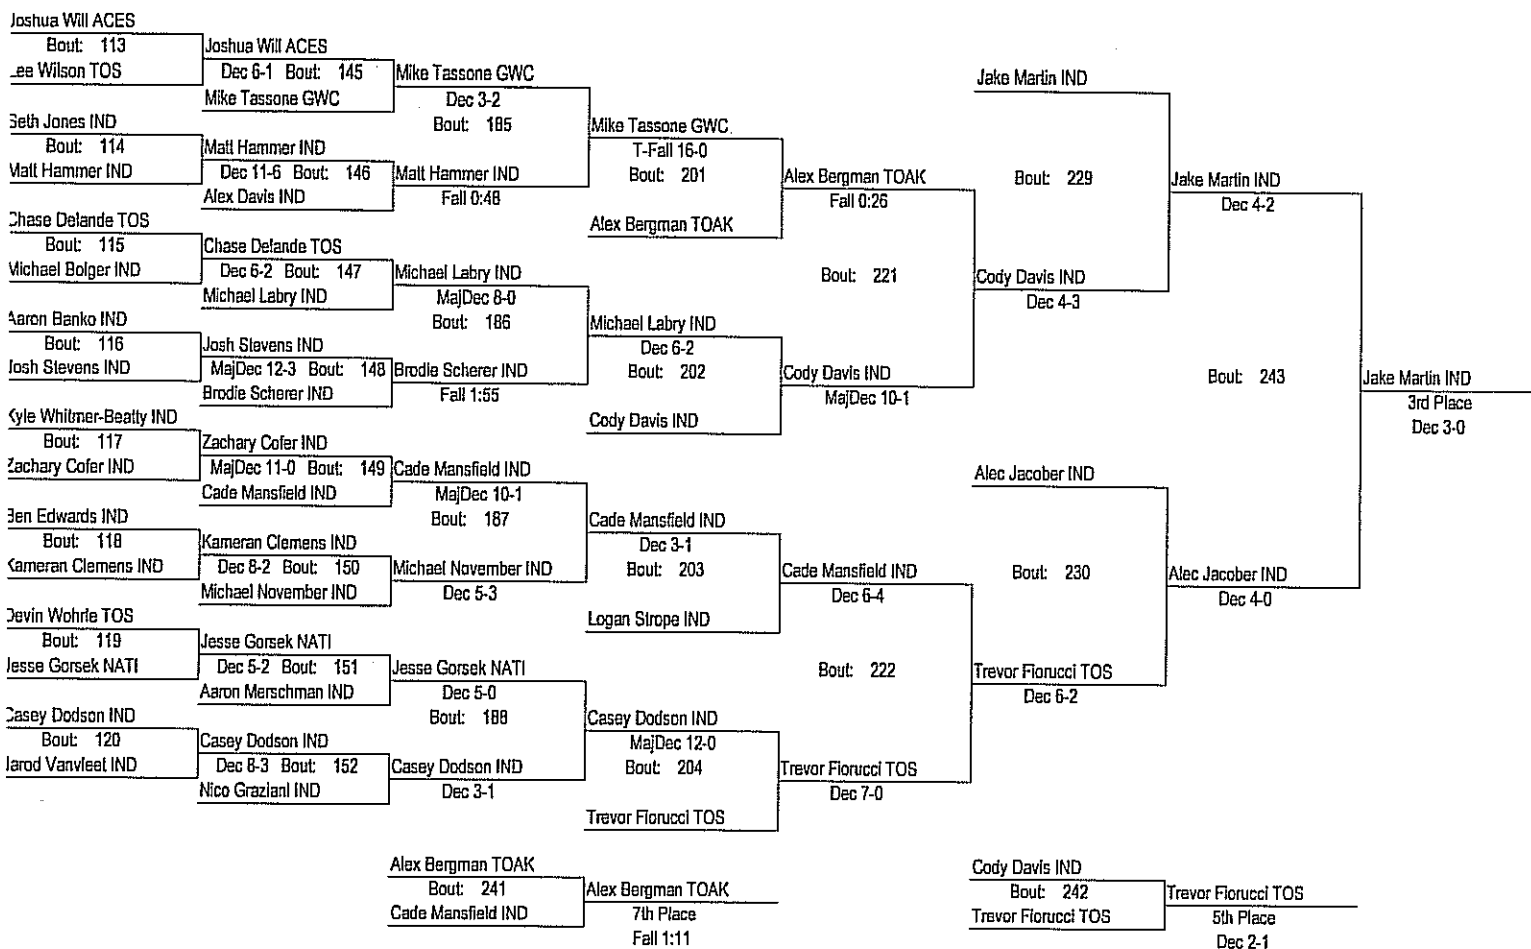 Joshua Will ACES
Bout: 113
Lee Wilson TOS
Seth Jones IND
Bout: 114
Matt Hammer IND
Chase Delande TOS
Bout: 115
Michael Bolger IND
Aaron Banko IND
Bout: 116
Josh Stevens IND
Kyle Whitmer-Beatty IND
Bout: 117
Zachary Cofer IND
Ben Edwards IND
Bout: 118
Kameran Clemens IND
Devin Wohrle TOS
Bout: 119
Jesse Gorsek NATI
Casey Dodson IND
Bout: 120
Jarod Vanvleet IND
Joshua Will ACES
Dec 6-1 Bout: 145
Mike Tassone GWC
Matt Hammer IND
Dec 11-6 Bout: 146
Alex Davis IND
Chase Delande TOS
Dec 6-2 Bout: 147
Michael Labry IND
Josh Stevens IND
MajDec 12-3 Bout: 148
Brodie Scherer IND
Zachary Cofer IND
MajDec 11-0 Bout: 149
Cade Mansfield IND
Kameran Clemens IND
Dec 8-2 Bout: 150
Michael November IND
Jesse Gorsek NATI
Dec 5-2 Bout: 151
Aaron Merschman IND
Casey Dodson IND
Dec 8-3 Bout: 152
Nico Graziani IND
Mike Tassone GWC
Dec 3-2
Bout: 185
Matt Hammer IND
Fall 0:48
Michael Labry IND
MajDec 8-0
Bout: 186
Brodie Scherer IND
Fall 1:55
Cade Mansfield IND
MajDec 10-1
Bout: 187
Michael November IND
Dec 5-3
Jesse Gorsek NATI
Dec 5-0
Bout: 188
Casey Dodson IND
Dec 3-1
Mike Tassone GWC
T-Fall 16-0
Bout: 201
Alex Bergman TOAK
Michael Labry IND
Dec 6-2
Bout: 202
Cody Davis IND
Cade Mansfield IND
Dec 3-1
Bout: 203
Logan Strope IND
Casey Dodson IND
MajDec 12-0
Bout: 204
Trevor Fiorucci TOS
Alex Bergman TOAK
Fall 0:26
Bout: 221
Cody Davis IND
MajDec 10-1
Cade Mansfield IND
Dec 6-4
Bout: 222
Trevor Fiorucci TOS
Dec 7-0
Jake Martin IND
Bout: 229
Cody Davis IND
Dec 4-3
Alec Jacober IND
Bout: 230
Trevor Fiorucci TOS
Dec 6-2
Jake Martin IND
Dec 4-2
Bout: 243
Alec Jacober IND
Dec 4-0
Jake Martin IND
3rd Place
Dec 3-0
Alex Bergman TOAK
Bout: 241
Cade Mansfield IND
Alex Bergman TOAK
7th Place
Fall 1:11
Cody Davis IND
Bout: 242
Trevor Fiorucci TOS
Trevor Fiorucci TOS
5th Place
Dec 2-1